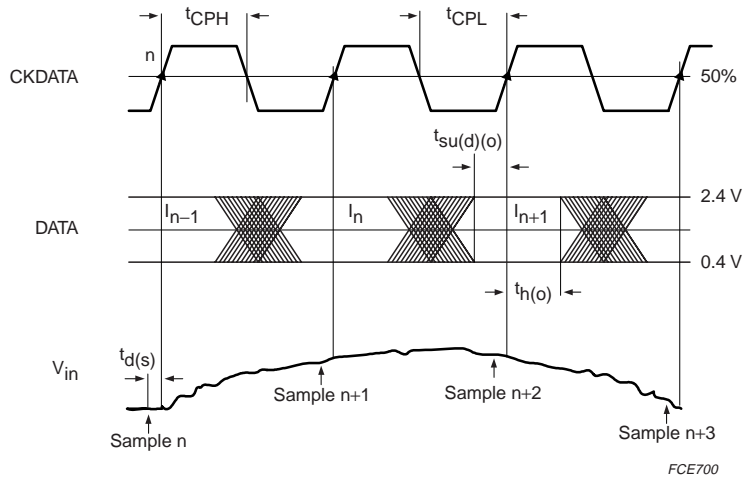 tCPH
tCPL
n
CKDATA
50%
tsu(d)(o)
2.4 V
In−1
In
In+1
DATA
0.4 V
th(o)
td(s)
Vin
Sample n
Sample n+1
Sample n+2
Sample n+3
FCE700